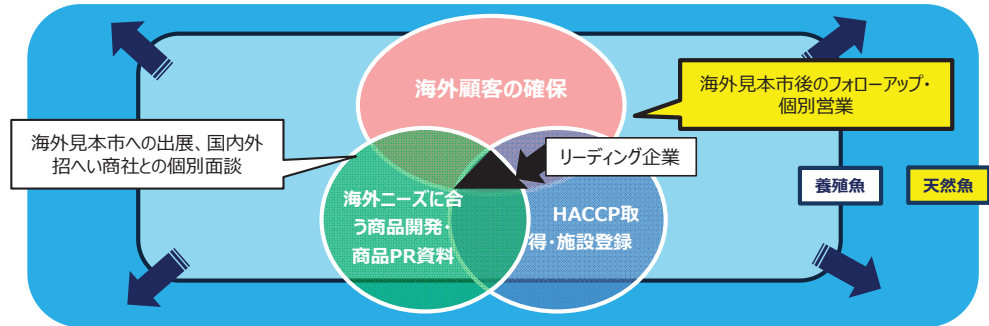 海外顧客の確保
海外見本市後のフォローアップ・
個別営業
海外見本市への出展、国内外
招へい商社との個別面談
リーディング企業
養殖魚
天然魚
海外ニーズに合
う商品開発・
商品PR資料
HACCP取
得・施設登録